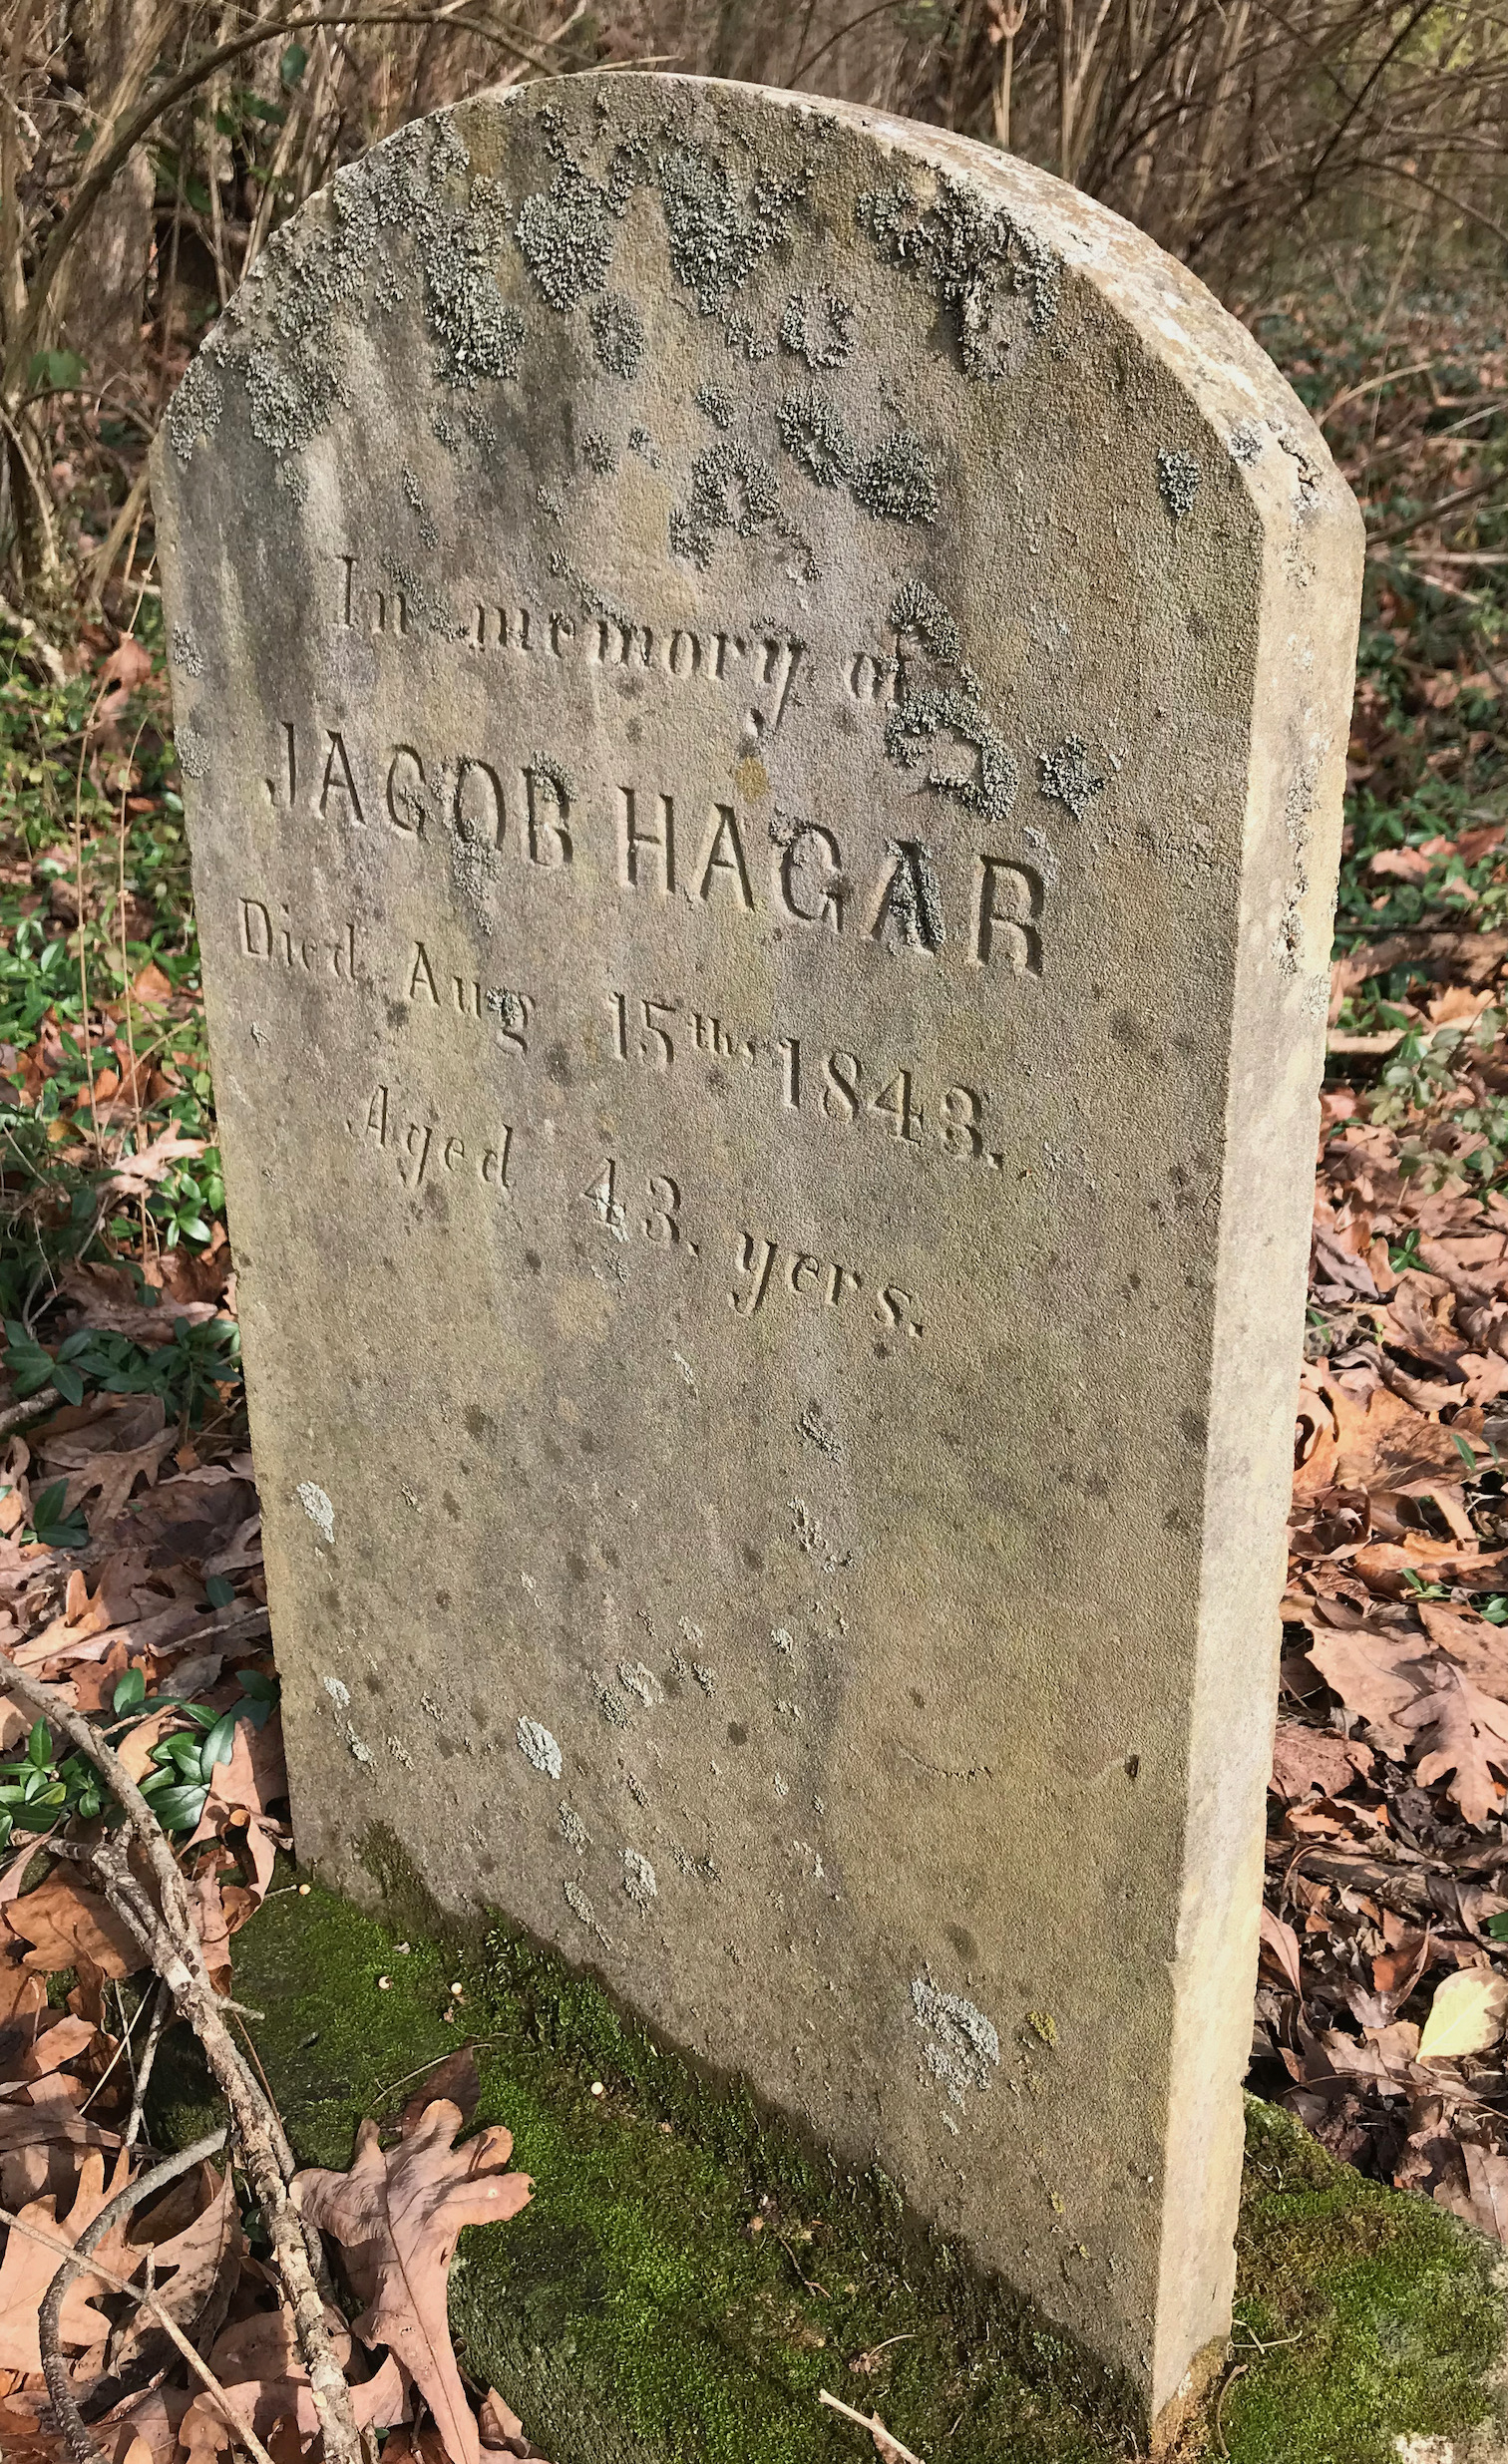 In memory of
JACOB HAGAR
Died Aug 15th 1843.
Aged 43. yers.